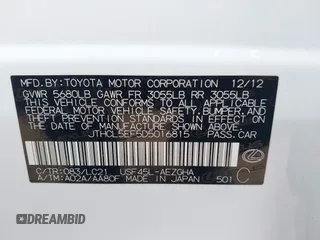 MFD. BY: TOYOTA MOTOR CORPORATION 12/12
GVWR 5680LB GAWR FR 3055LB RR 3055LB
THIS VEHICLE CONFORMS TO ALL APPLICABLE
FEDERAL MOTOR VEHICLE SAFETY, BUMPER,
AND THEFT PREVENTION STANDARDS IN EFFECT
ON THE DATE OF MANUFACTURE SHOWN ABOVE.
JTHCL5EF5D5016815 PASS.CAR
C/TR:083/LC21 USF45L-AEZGHA
A/TM:A02A/AA80F MADE IN JAPAN 501
C
DREAMBID